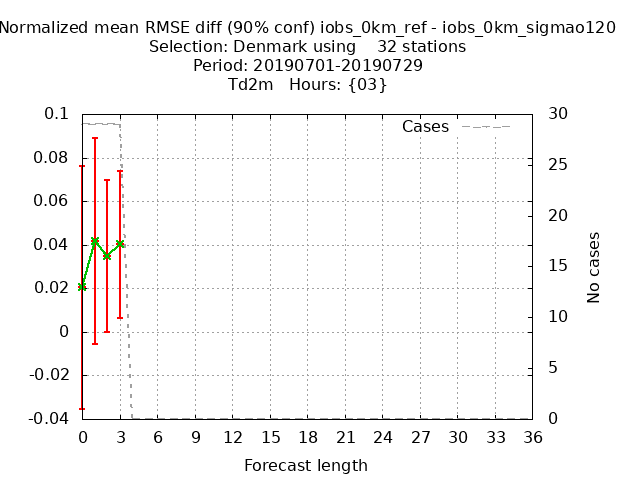 Normalized mean RMSE diff (90% conf) iobs_0km_ref - iobs_0km_sigmao120
Selection: Denmark using    32 stations
Period: 20190701-20190729
Td2m   Hours: {03}
Cases
0.1
0.08
0.06
0.04
0.02
0
-0.02
-0.04
30
25
20
15
10
5
0
No cases
0 3 6 9 12 15 18 21 24 27 30 33 36
Forecast length